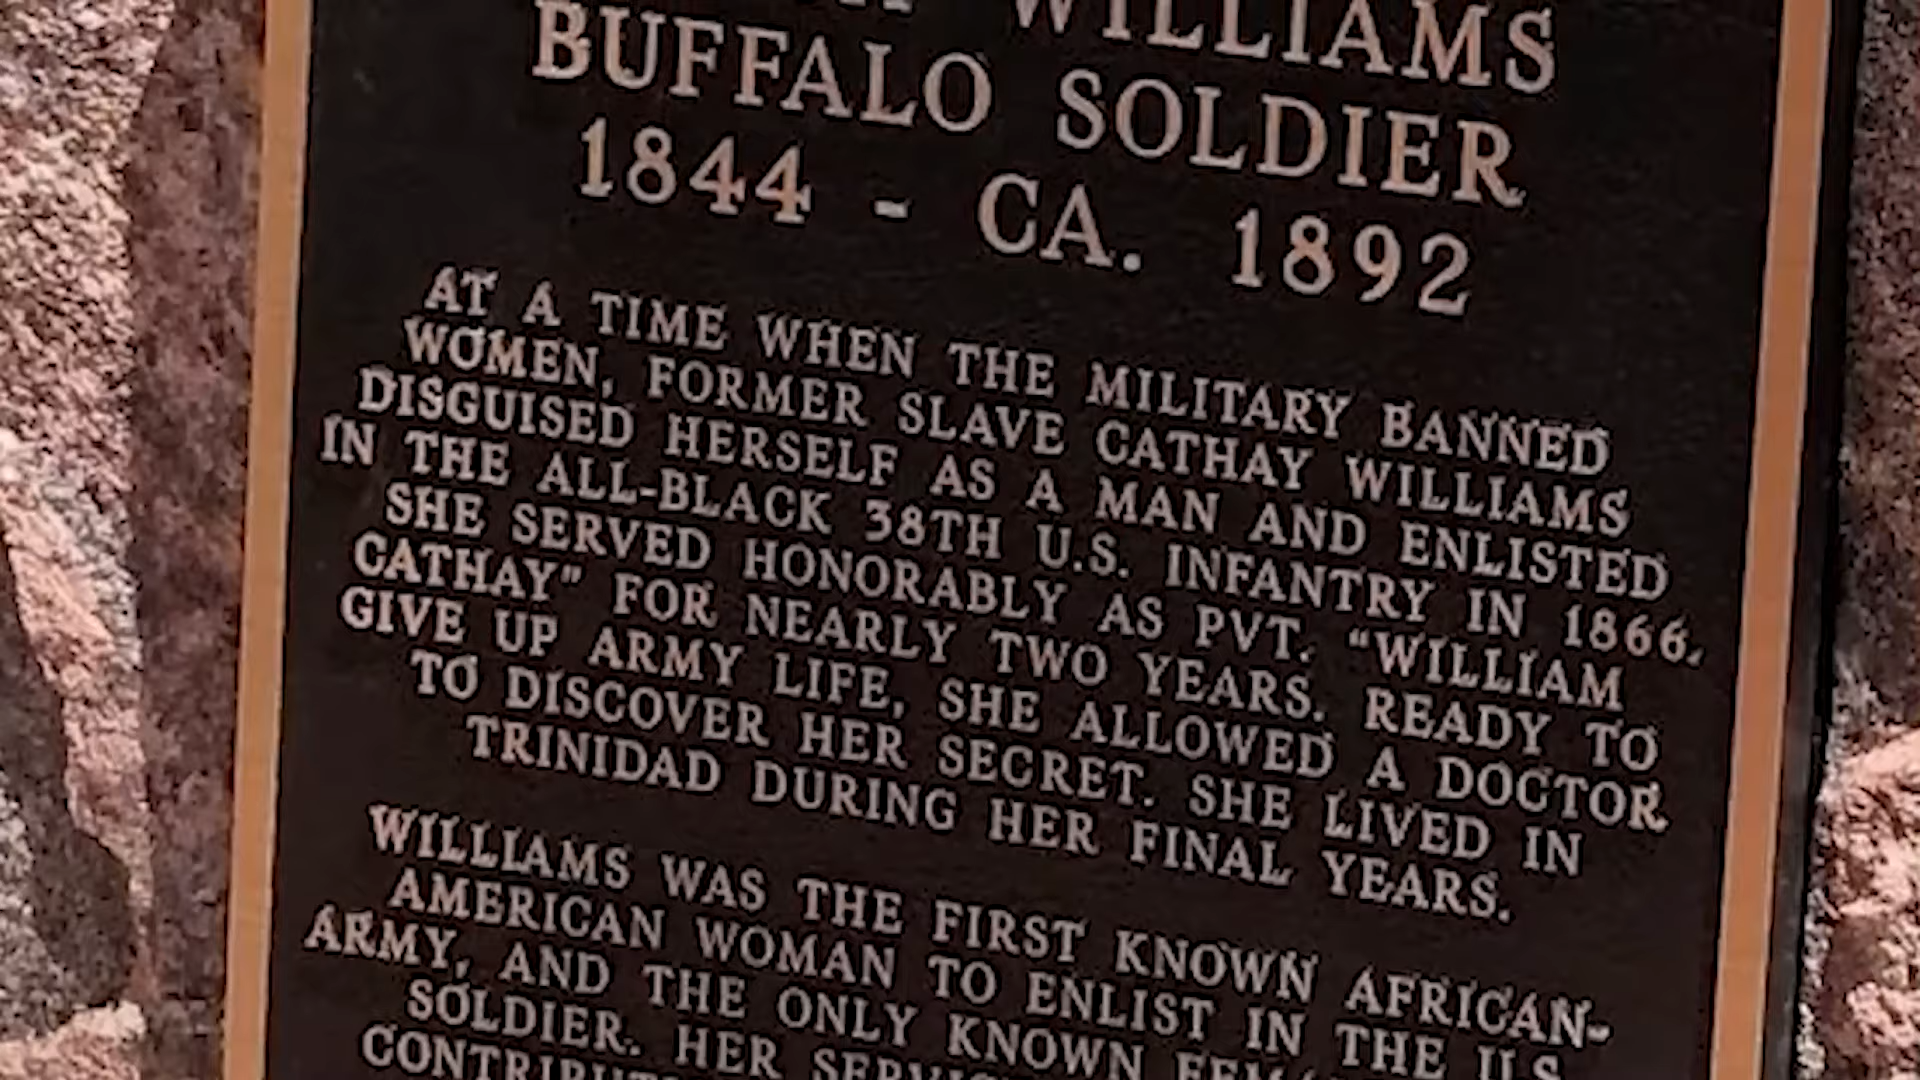 WILLIAMS
BUFFALO SOLDIER
1844 - CA. 1892
AT A TIME WHEN THE MILITARY BANNED
WOMEN, FORMER SLAVE CATHAY WILLIAMS
DISGUISED HERSELF AS A MAN AND ENLISTED
IN THE ALL-BLACK 38TH U.S. INFANTRY IN 1866.
SHE SERVED HONORABLY AS PVT. "WILLIAM
CATHAY" FOR NEARLY TWO YEARS. READY TO
GIVE UP ARMY LIFE, SHE ALLOWED A DOCTOR
TO DISCOVER HER SECRET. SHE LIVED IN
TRINIDAD DURING HER FINAL YEARS.
WILLIAMS WAS THE FIRST KNOWN AFRICAN-
AMERICAN WOMAN TO ENLIST IN THE U.S.
ARMY, AND THE ONLY KNOWN
SOLDIER. HER